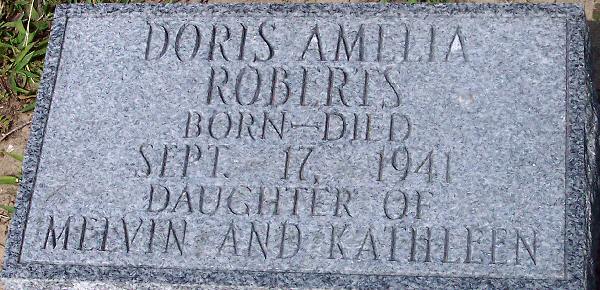 DORIS AMELIA
ROBERTS
BORN–DIED
SEPT. 17, 1941
DAUGHTER OF
MELVIN AND KATHLEEN